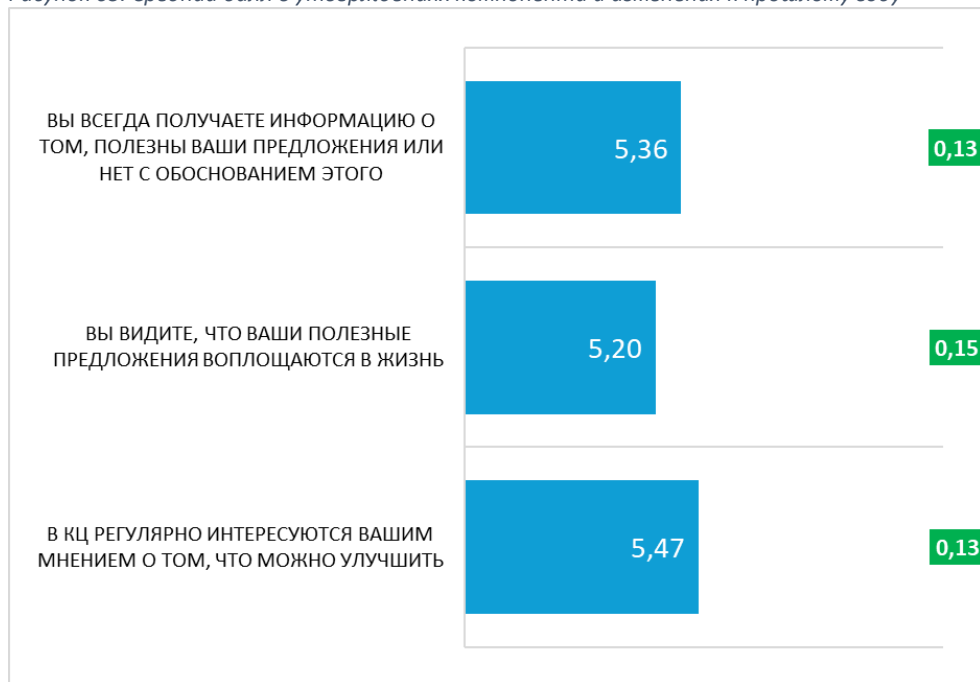 ВЫ ВСЕГДА ПОЛУЧАЕТЕ ИНФОРМАЦИЮ О
ТОМ, ПОЛЕЗНЫ ВАШИ ПРЕДЛОЖЕНИЯ ИЛИ
НЕТ С ОБОСНОВАНИЕМ ЭТОГО
5,36
0,13
ВЫ ВИДИТЕ, ЧТО ВАШИ ПОЛЕЗНЫЕ
ПРЕДЛОЖЕНИЯ ВОПЛОЩАЮТСЯ В ЖИЗНЬ
5,20
0,15
В КЦ РЕГУЛЯРНО ИНТЕРЕСУЮТСЯ ВАШИМ
МНЕНИЕМ О ТОМ, ЧТО МОЖНО УЛУЧШИТЬ
5,47
0,13